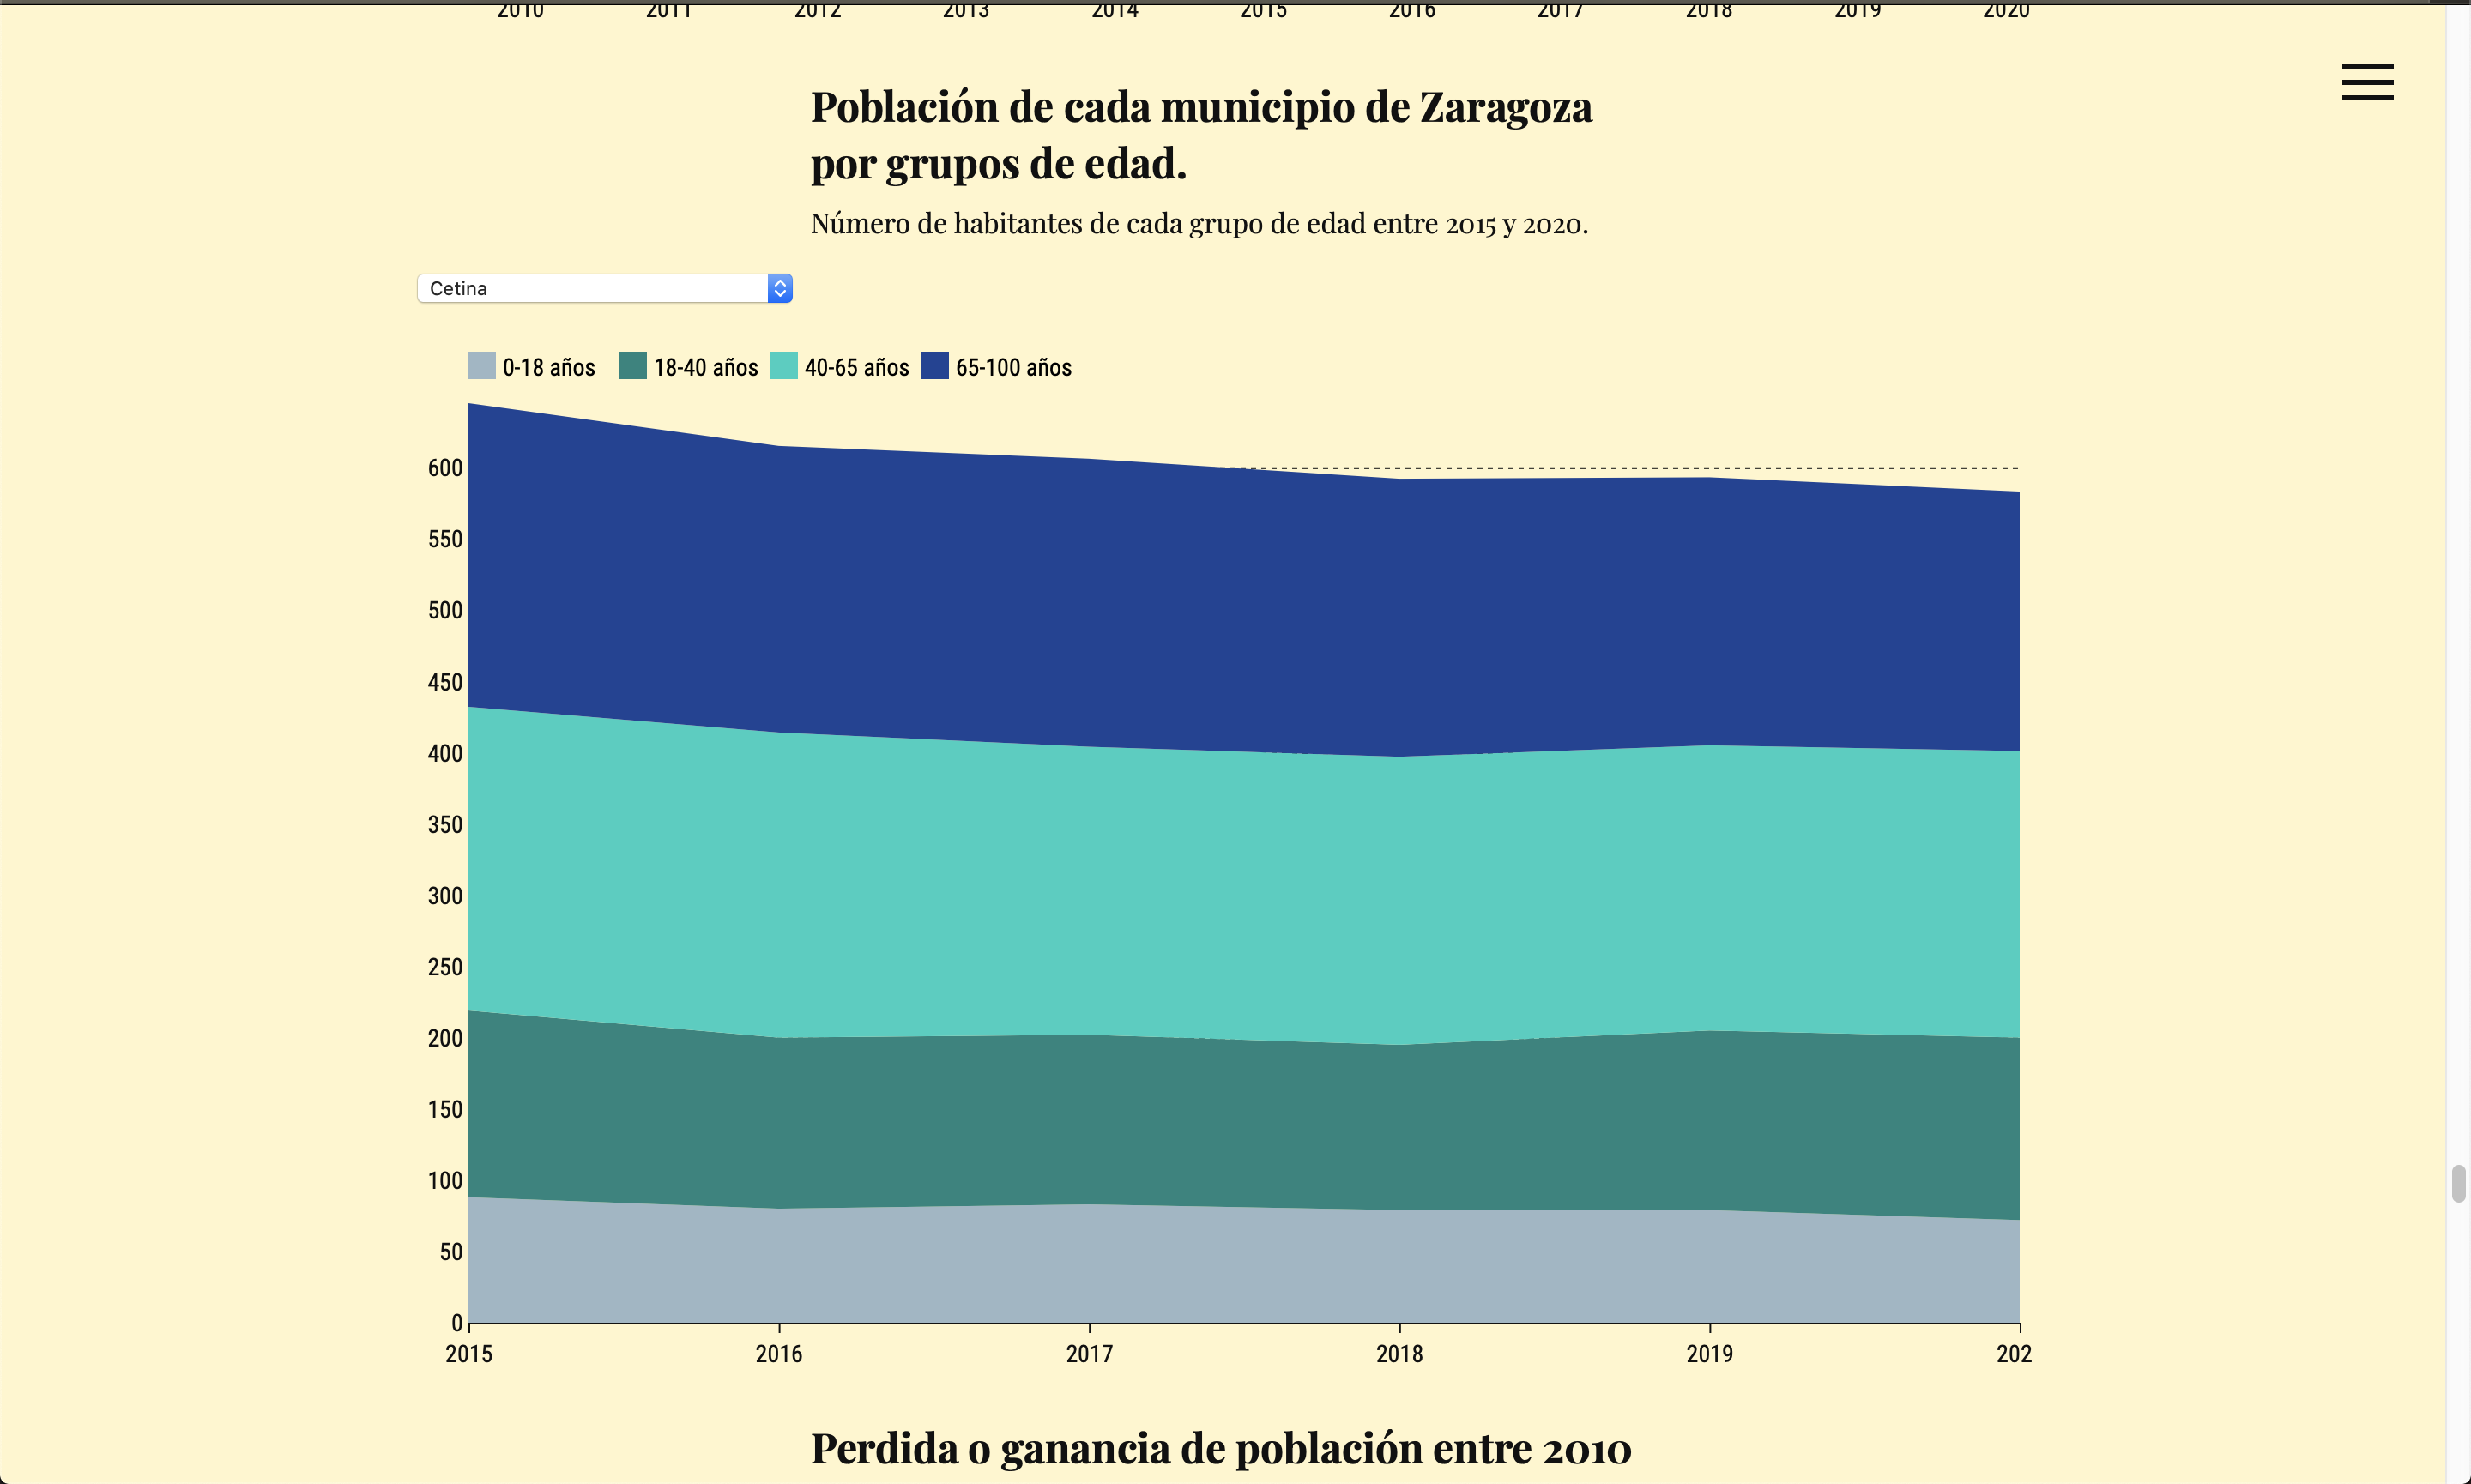 2010 2011 2012 2013 2014 2015 2016 2017 2018 2019 2020
Población de cada municipio de Zaragoza
por grupos de edad.
Número de habitantes de cada grupo de edad entre 2015 y 2020.
Cetina
0-18 años 18-40 años 40-65 años 65-100 años
600
550
500
450
400
350
300
250
200
150
100
50
0
2015 2016 2017 2018 2019 202
Perdida o ganancia de población entre 2010